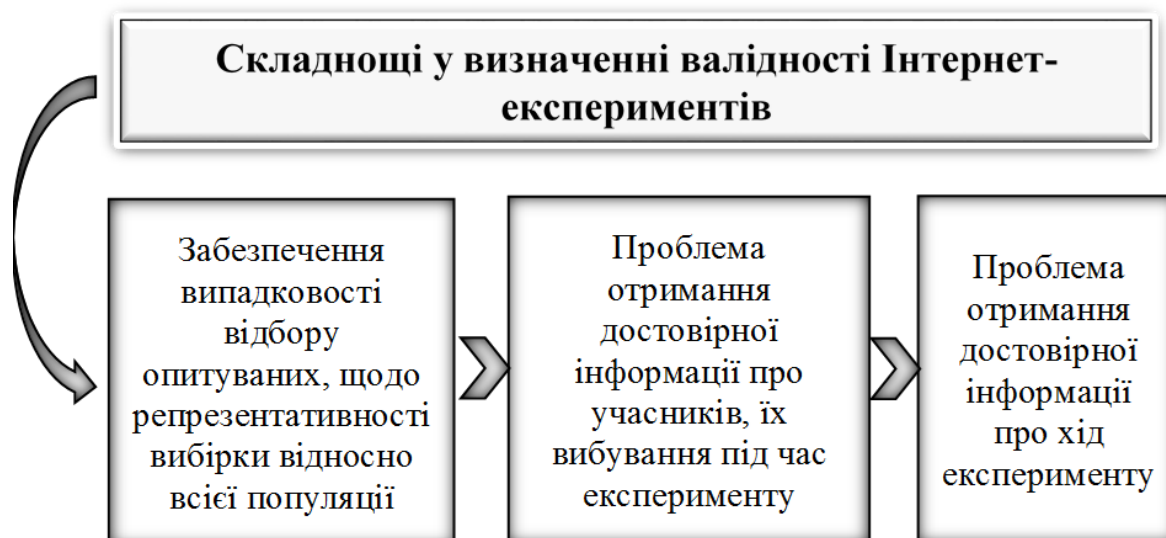 Складнощі у визначенні валідності Інтернет-
експериментів
Забезпечення
випадковості
відбору
опитуваних, щодо
репрезентативності
вибірки відносно
всієї популяції
Проблема
отримання
достовірної
інформації про
учасників, їх
вибування під час
експерименту
Проблема
отримання
достовірної
інформації
про хід
експерименту